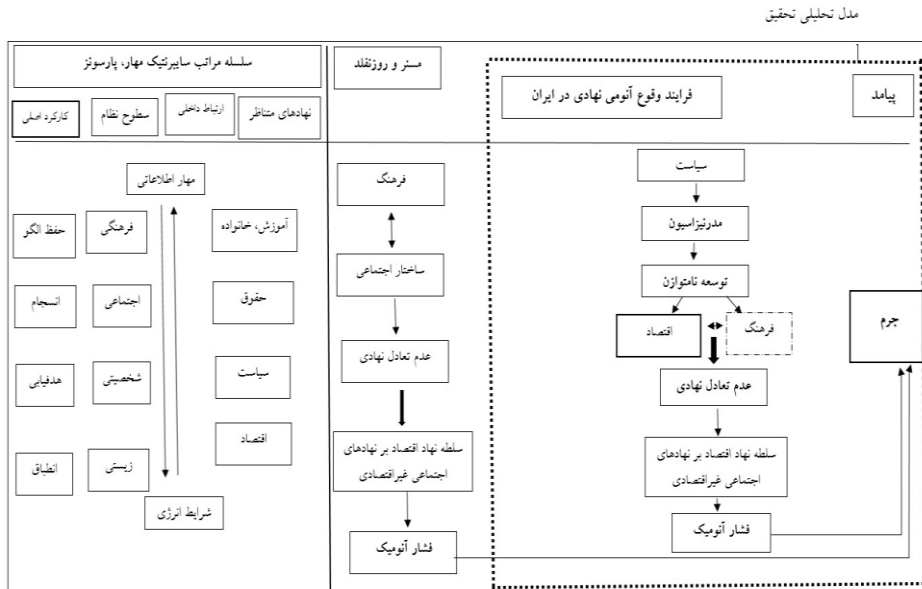 مدل تحلیلی تحقیق
پیامد
فرایند وقوع آنومی نهادی در ایران
مسنر و روزنفلد
سلسله مراتب سایبرنتیک مهار، پارسونز
نهادهای متناظر
ارتباط داخلی
سطوح نظام
کارکرد اصلی
سیاست
مدرنیزاسیون
توسعه نامتوازن
فرهنگ
اقتصاد
عدم تعادل نهادی
سلطه نهاد اقتصاد بر نهادهای
اجتماعی غیراقتصادی
فشار آنومیک
جرم
فرهنگ
ساختار اجتماعی
عدم تعادل نهادی
سلطه نهاد اقتصاد بر نهادهای
اجتماعی غیراقتصادی
فشار آنومیک
مهار اطلاعاتی
آموزش، خانواده
فرهنگی
حفظ الگو
حقوق
اجتماعی
انسجام
سیاست
شخصیتی
هدفیابی
اقتصاد
زیستی
انطباق
شرایط انرژی